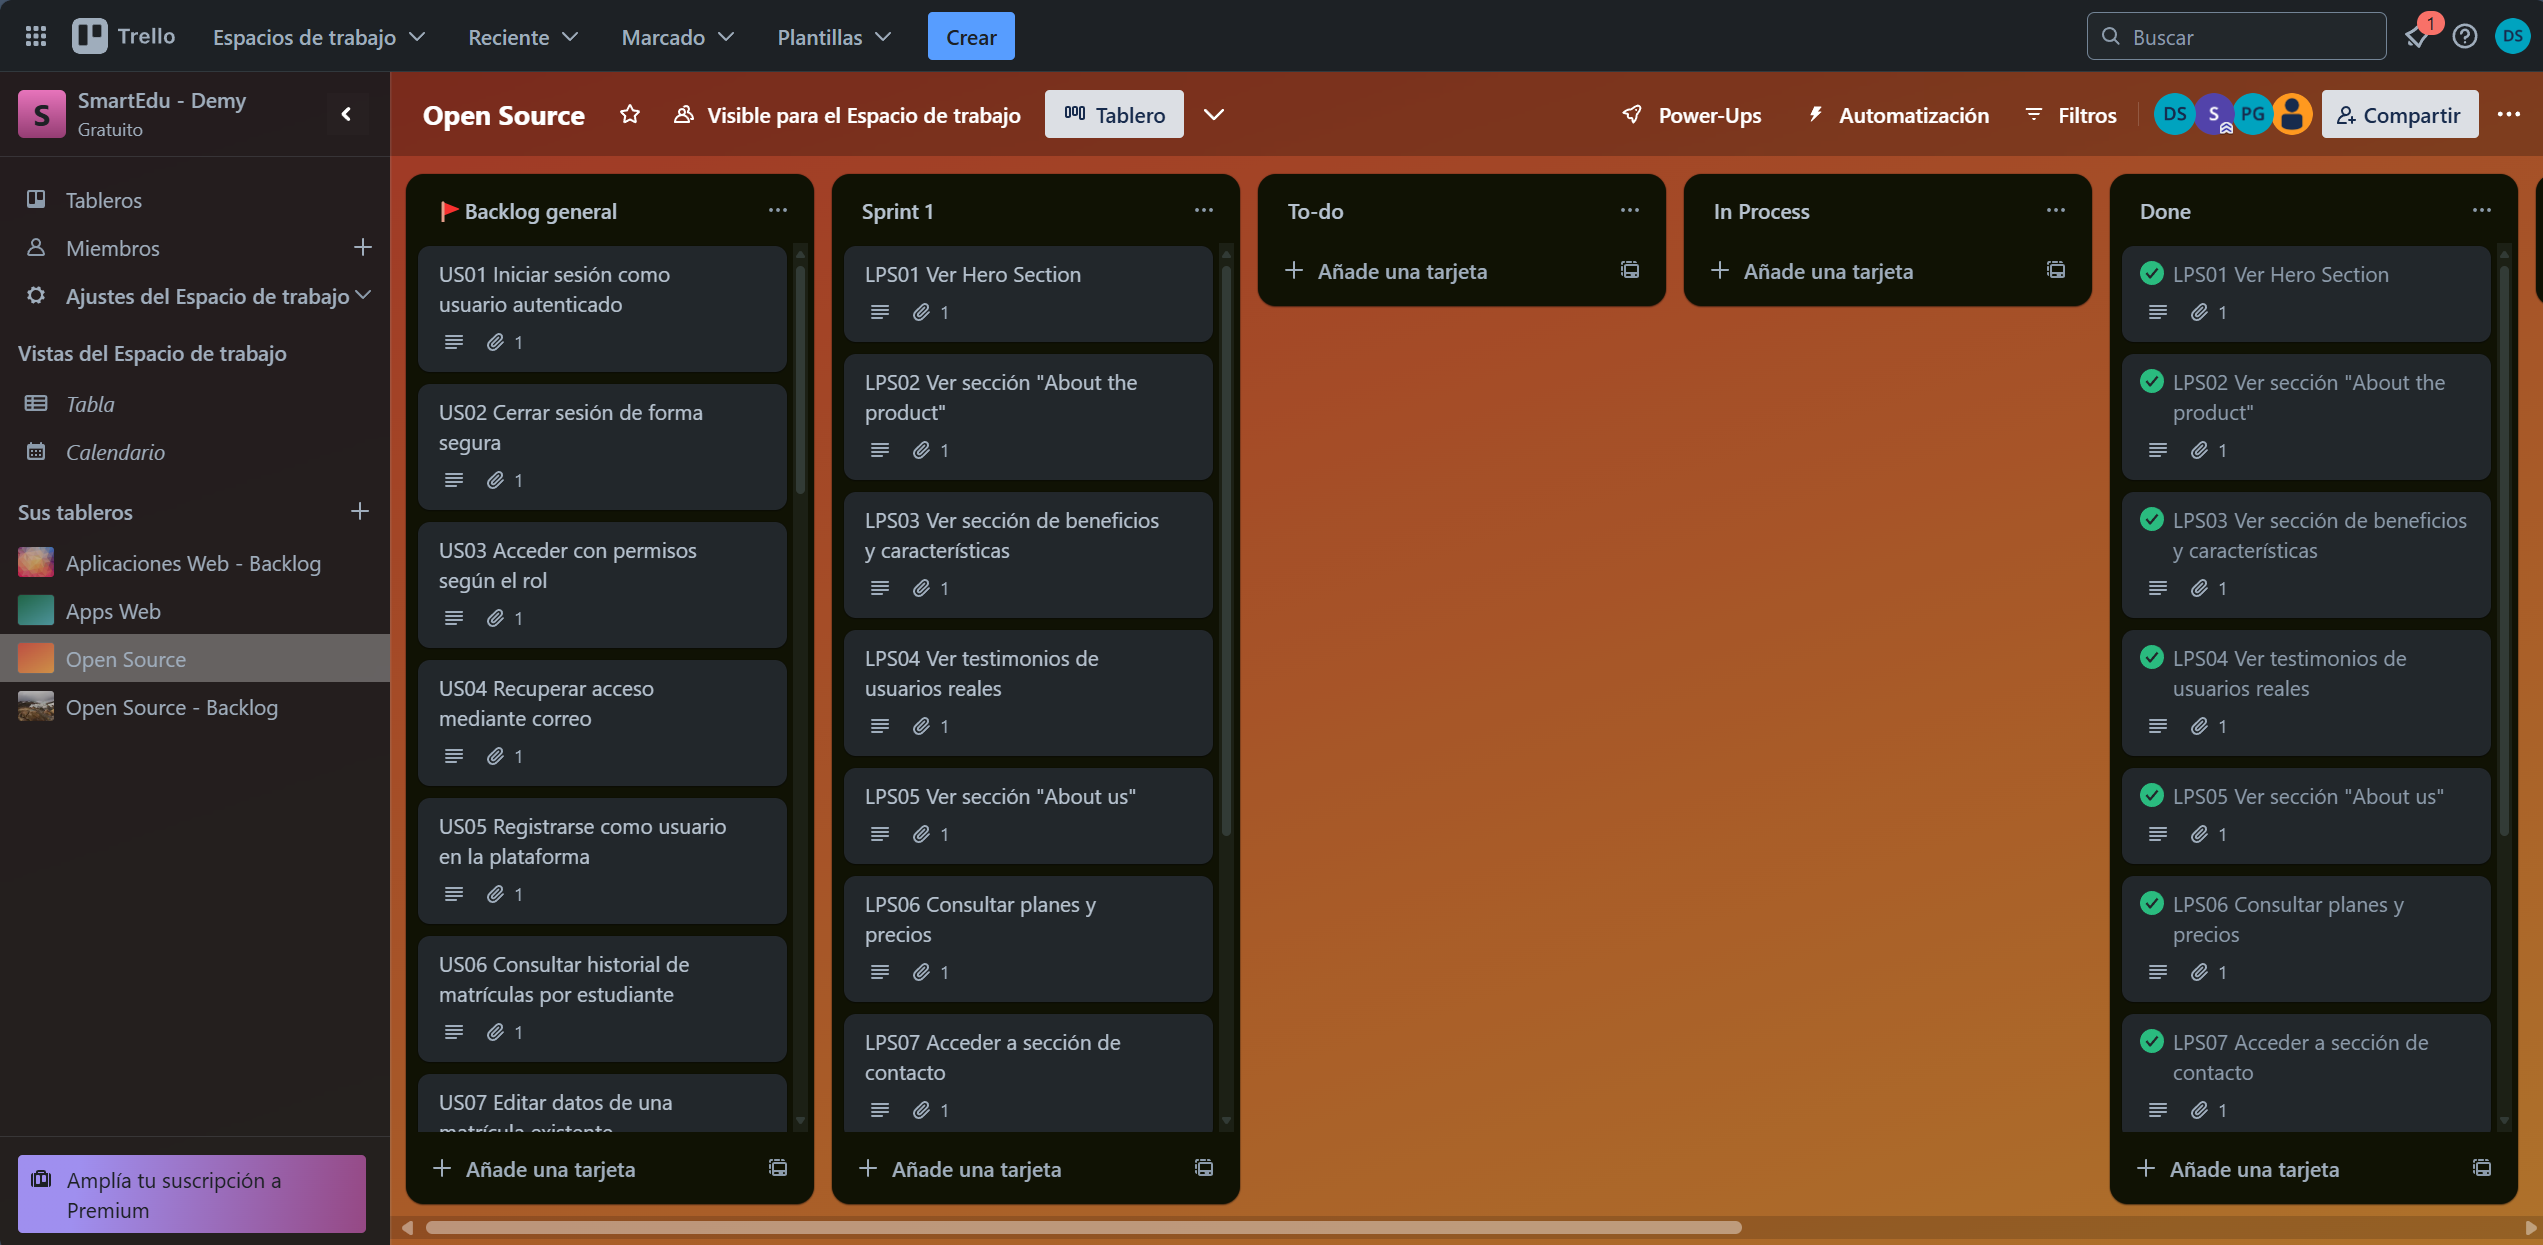 Trello
Espacios de trabajo
Reciente
Marcado
Plantillas
Crear
Buscar
1
DS
S
SmartEdu - Demy
Gratuito
Tableros
Miembros
Ajustes del Espacio de trabajo
Vistas del Espacio de trabajo
Tabla
Calendario
Sus tableros
Aplicaciones Web - Backlog
Apps Web
Open Source
Open Source - Backlog
Amplía tu suscripción a
Premium
Open Source
Visible para el Espacio de trabajo
Tablero
Power-Ups
Automatización
Filtros
DS
S
PG
Compartir
Backlog general
US01 Iniciar sesión como
usuario autenticado
1
US02 Cerrar sesión de forma
segura
1
US03 Acceder con permisos
según el rol
1
US04 Recuperar acceso
mediante correo
1
US05 Registrarse como usuario
en la plataforma
1
US06 Consultar historial de
matrículas por estudiante
1
US07 Editar datos de una
matrícula existente
Añade una tarjeta
Sprint 1
LPS01 Ver Hero Section
1
LPS02 Ver sección "About the
product"
1
LPS03 Ver sección de beneficios
y características
1
LPS04 Ver testimonios de
usuarios reales
1
LPS05 Ver sección "About us"
1
LPS06 Consultar planes y
precios
1
LPS07 Acceder a sección de
contacto
1
Añade una tarjeta
To-do
Añade una tarjeta
In Process
Añade una tarjeta
Done
LPS01 Ver Hero Section
1
LPS02 Ver sección "About the
product"
1
LPS03 Ver sección de beneficios
y características
1
LPS04 Ver testimonios de
usuarios reales
1
LPS05 Ver sección "About us"
1
LPS06 Consultar planes y
precios
1
LPS07 Acceder a sección de
contacto
1
Añade una tarjeta